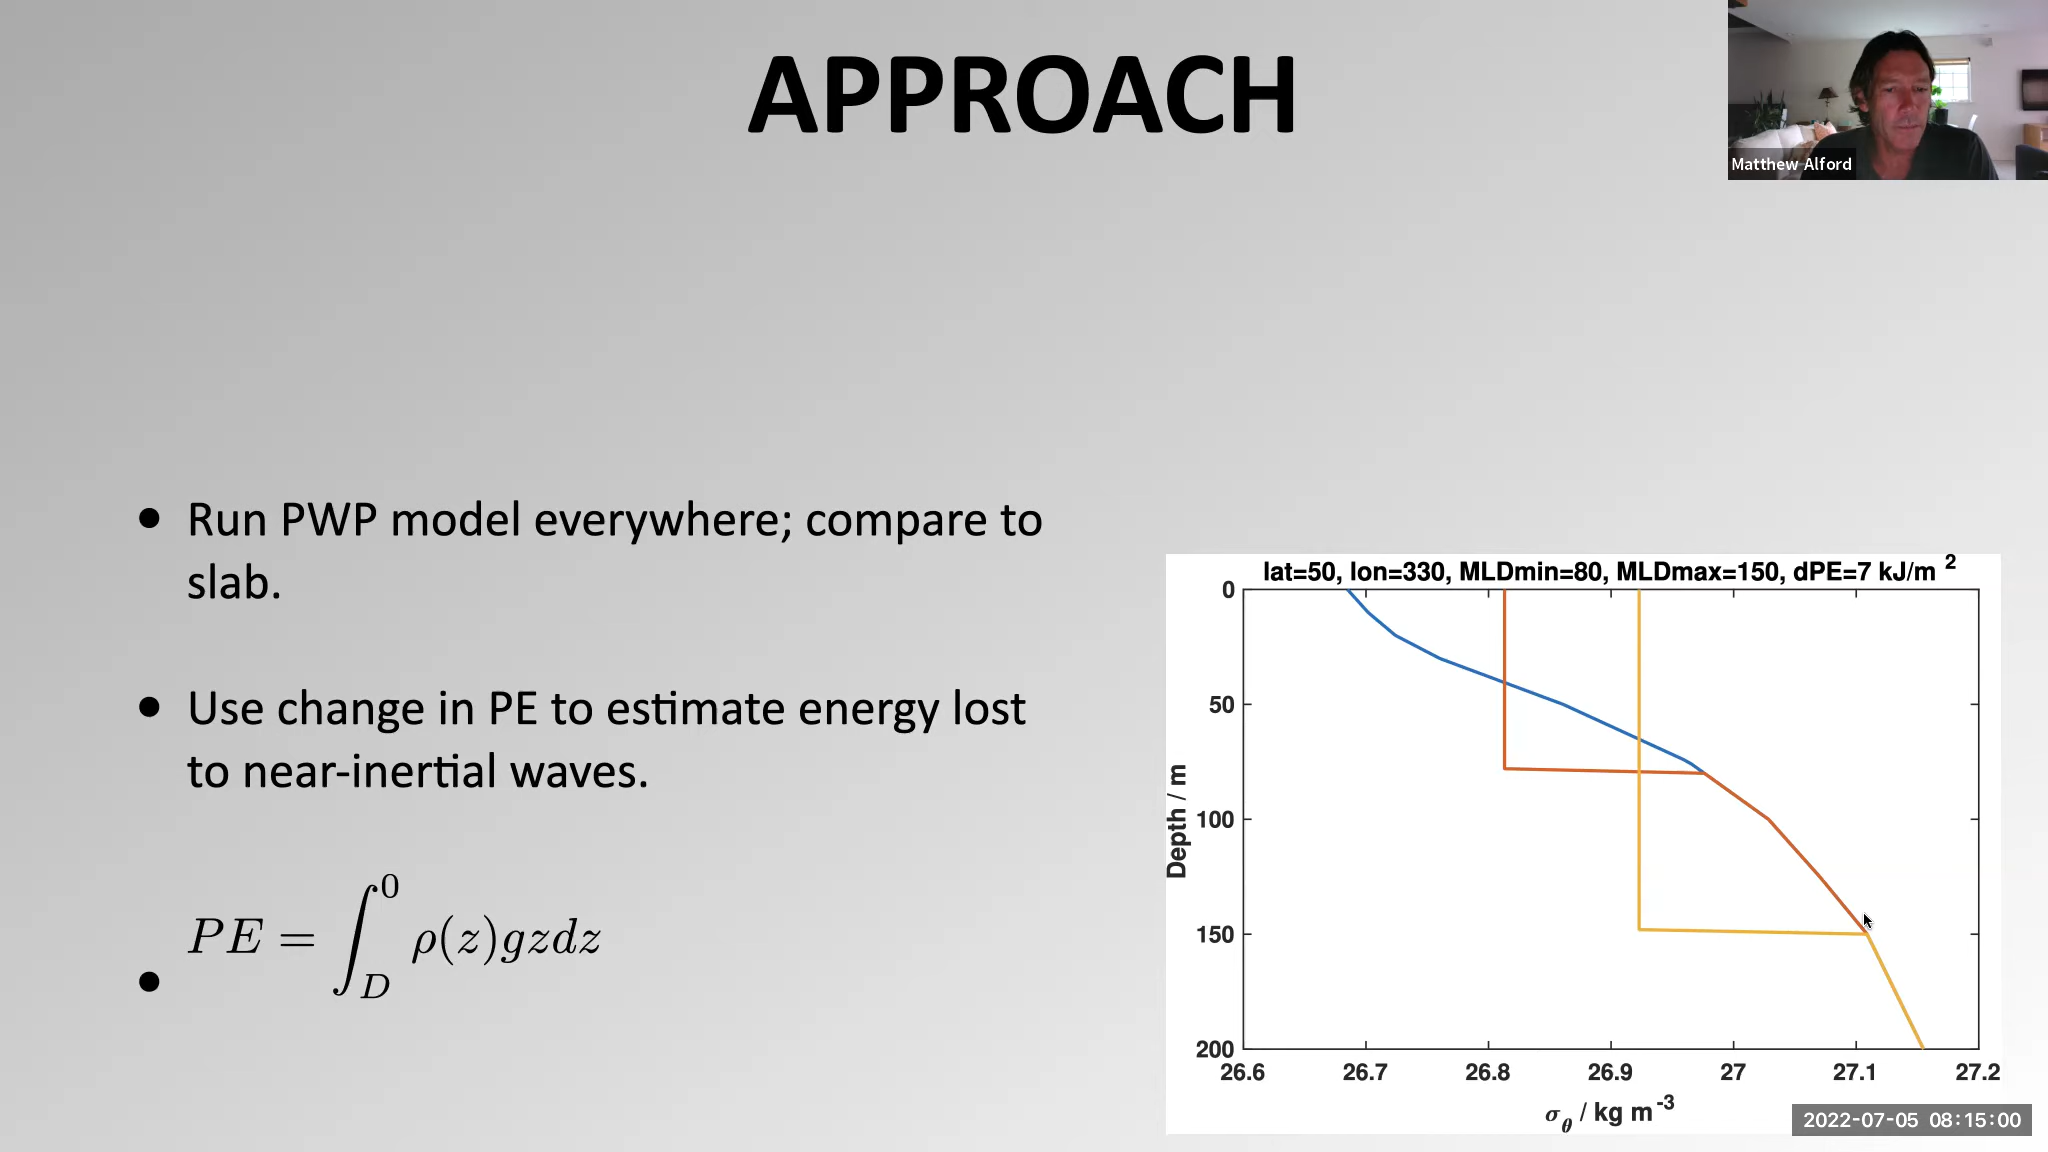 APPROACH
Matthew Alford
• Run PWP model everywhere; compare to
slab.
• Use change in PE to estimate energy lost
to near-inertial waves.
• PE = ∫_D^0 ρ(z)gzdz
lat=50, lon=330, MLDmin=80, MLDmax=150, dPE=7 kJ/m 2
0
50
100
150
200
Depth / m
26.6 26.7 26.8 26.9 27 27.1 27.2
σ_θ / kg m^-3
2022-07-05 08:15:00